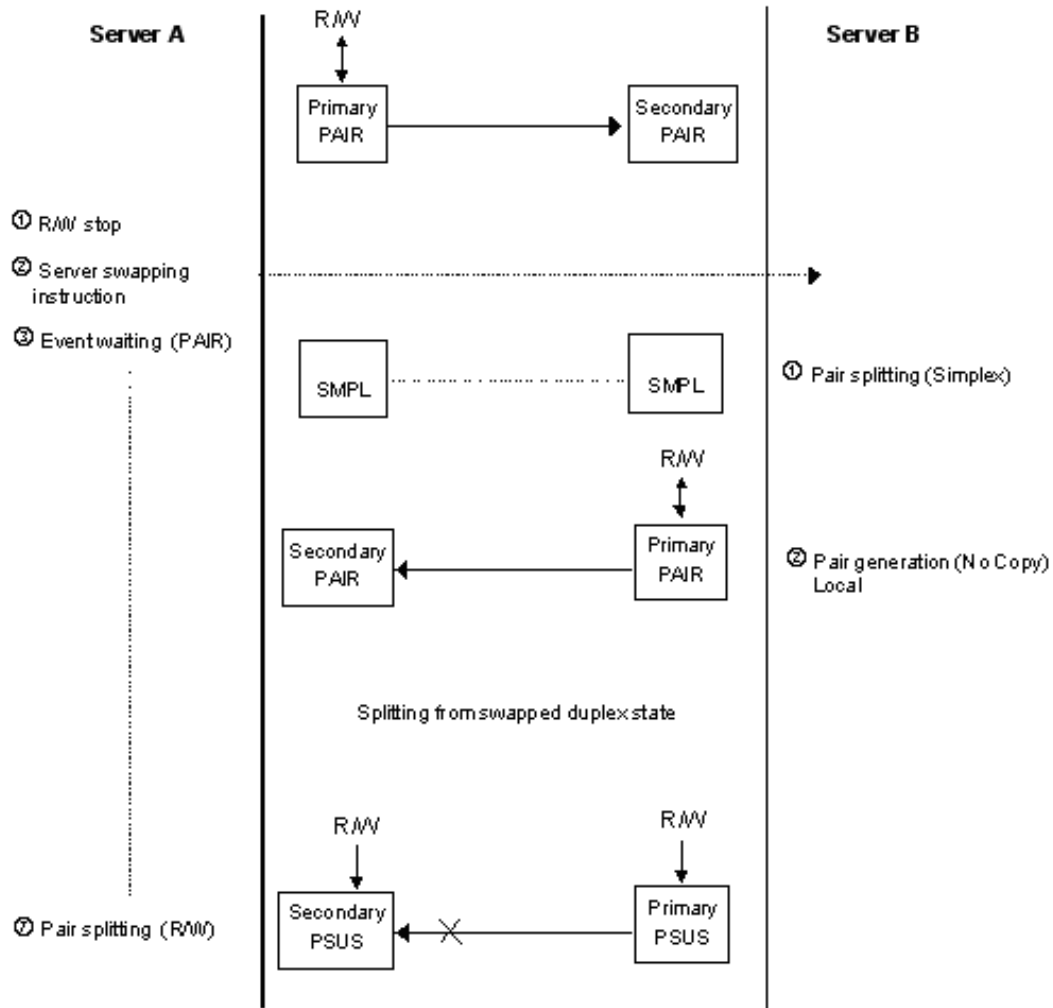 Server A
R/W
Server B
Primary
PAIR
Secondary
PAIR
① R/W stop
② Server swapping
instruction
③ Event waiting (PAIR)
SMPL
SMPL
① Pair splitting (Simplex)
R/W
Secondary
PAIR
Primary
PAIR
② Pair generation (No Copy)
Local
Splitting from swapped duplex state
R/W
R/W
⑦ Pair splitting (R/W)
Secondary
PSUS
Primary
PSUS